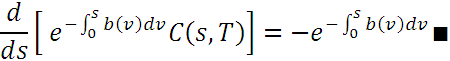 d/ds [ e^{-∫_0^s b(v)dv} C(s,T) ] = -e^{-∫_0^s b(v)dv} ■